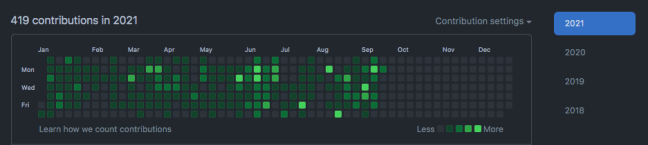 419 contributions in 2021
Contribution settings
2021
2020
2019
2018
Jan Feb Mar Apr May Jun Jul Aug Sep Oct Nov Dec
Mon
Wed
Fri
Learn how we count contributions
Less More